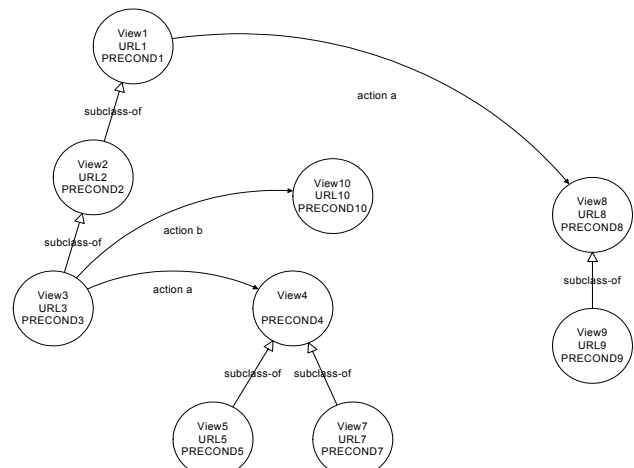 View1
URL1
PRECOND1
action a
subclass-of
View2
URL2
PRECOND2
View10
URL10
PRECOND10
View8
URL8
PRECOND8
action b
subclass-of
View3
URL3
PRECOND3
action a
View4
PRECOND4
subclass-of
View9
URL9
PRECOND9
subclass-of
subclass-of
View5
URL5
PRECOND5
View7
URL7
PRECOND7